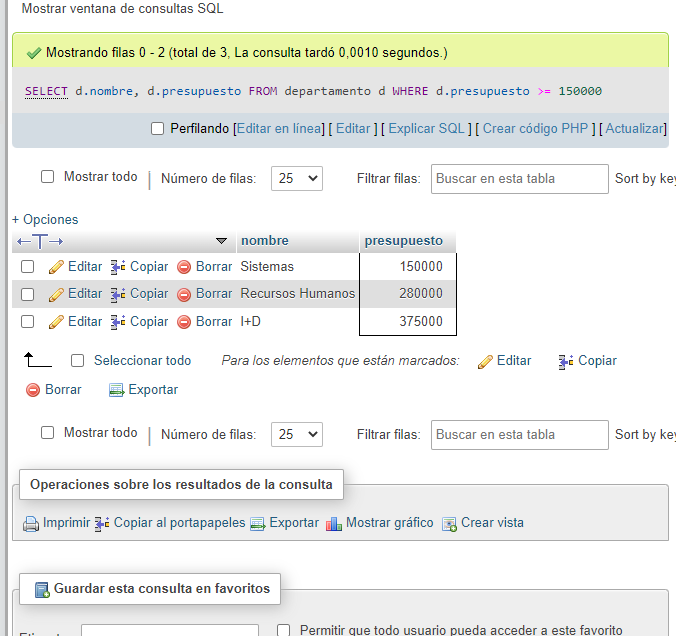 Mostrar ventana de consultas SQL
Mostrando filas 0 - 2 (total de 3, La consulta tardó 0,0010 segundos.)
SELECT d.nombre, d.presupuesto FROM departamento d WHERE d.presupuesto >= 150000
Perfilando [Editar en línea] [ Editar ] [ Explicar SQL ] [ Crear código PHP ] [ Actualizar]
Mostrar todo | Número de filas: 25 Filtrar filas: Buscar en esta tabla Sort by
+ Opciones
←T→ nombre presupuesto
Editar Copiar Borrar Sistemas 150000
Editar Copiar Borrar Recursos Humanos 280000
Editar Copiar Borrar I+D 375000
Seleccionar todo Para los elementos que están marcados: Editar Copiar
Borrar Exportar
Mostrar todo | Número de filas: 25 Filtrar filas: Buscar en esta tabla Sort by
Operaciones sobre los resultados de la consulta
Imprimir Copiar al portapapeles Exportar Mostrar gráfico Crear vista
Guardar esta consulta en favoritos
Permitir que todo usuario pueda acceder a este favorito